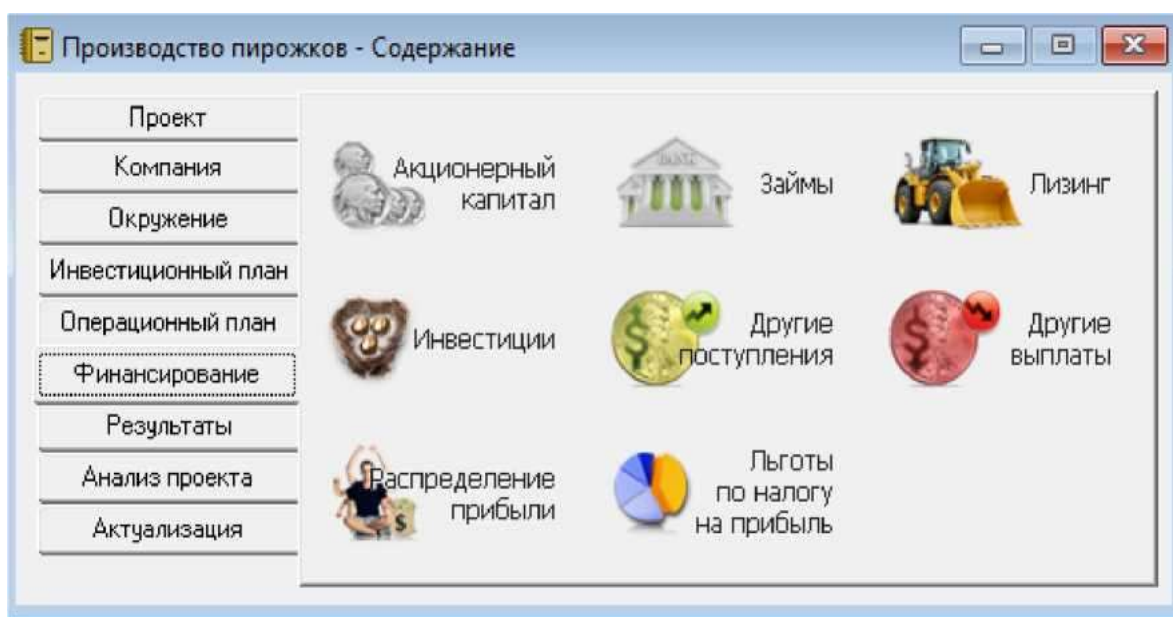 Производство пирожков - Содержание
Проект
Компания
Окружение
Инвестиционный план
Операционный план
Финансирование
Результаты
Анализ проекта
Актуализация
Акционерный
капитал
BANK
Займы
Лизинг
Инвестиции
Другие
поступления
Другие
выплаты
Распределение
прибыли
Льготы
по налогу
на прибыль